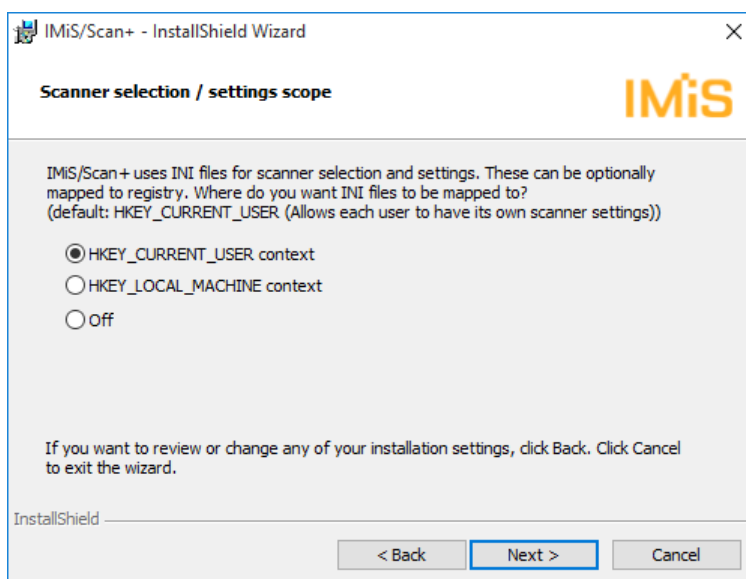 IMiS/Scan+ - InstallShield Wizard
Scanner selection / settings scope
IMiS
IMiS/Scan+ uses INI files for scanner selection and settings. These can be optionally
mapped to registry. Where do you want INI files to be mapped to?
(default: HKEY_CURRENT_USER (Allows each user to have its own scanner settings))
HKEY_CURRENT_USER context
HKEY_LOCAL_MACHINE context
Off
If you want to review or change any of your installation settings, click Back. Click Cancel
to exit the wizard.
InstallShield
< Back Next > Cancel